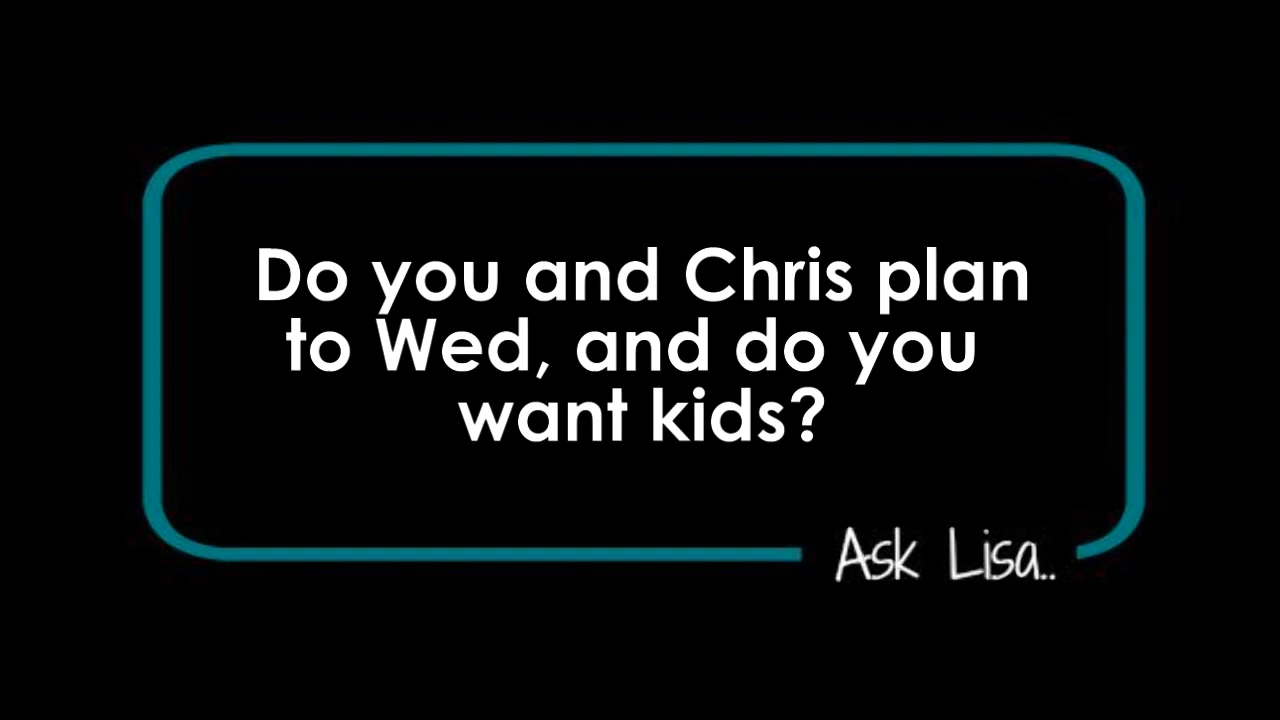 Do you and Chris plan
to Wed, and do you
want kids?
Ask Lisa..